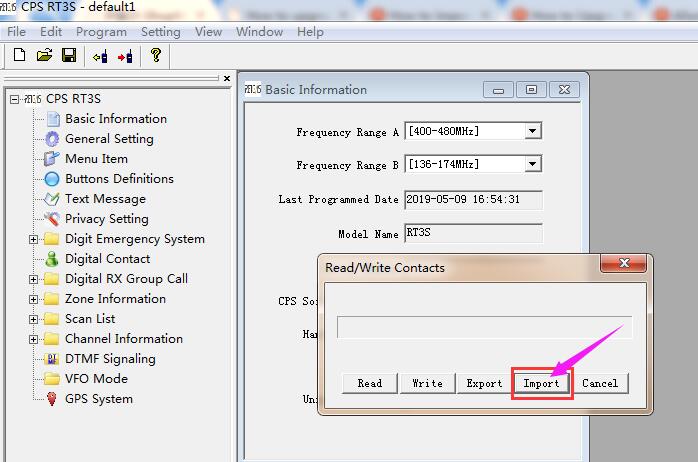 CPS RT3S - default1
File Edit Program Setting View Window Help
CPS RT3S
Basic Information
General Setting
Menu Item
Buttons Definitions
Text Message
Privacy Setting
Digit Emergency System
Digital Contact
Digital RX Group Call
Zone Information
Scan List
Channel Information
DTMF Signaling
VFO Mode
GPS System
Basic Information
Frequency Range A [400-480MHz]
Frequency Range B [136-174MHz]
Last Programmed Date 2019-05-09 16:54:31
Model Name RT3S
CPS So
Ha
Un
Read/Write Contacts
Read Write Export Import Cancel